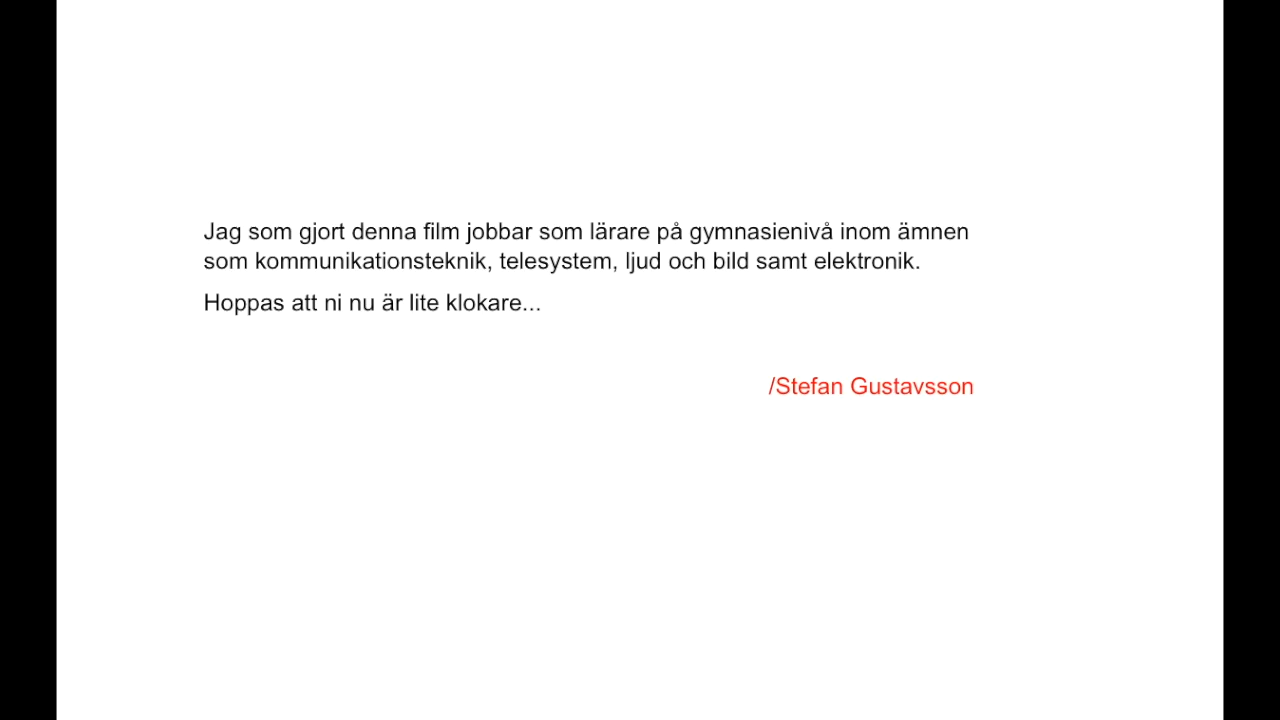 Jag som gjort denna film jobbar som lärare på gymnasienivå inom ämnen
som kommunikationsteknik, telesystem, ljud och bild samt elektronik.
Hoppas att ni nu är lite klokare...
/Stefan Gustavsson